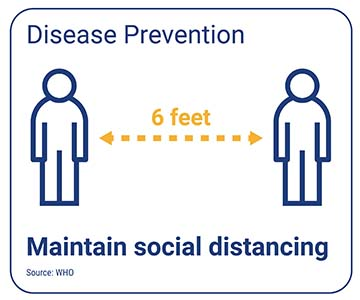 Disease Prevention
6 feet
Maintain social distancing
Source: WHO